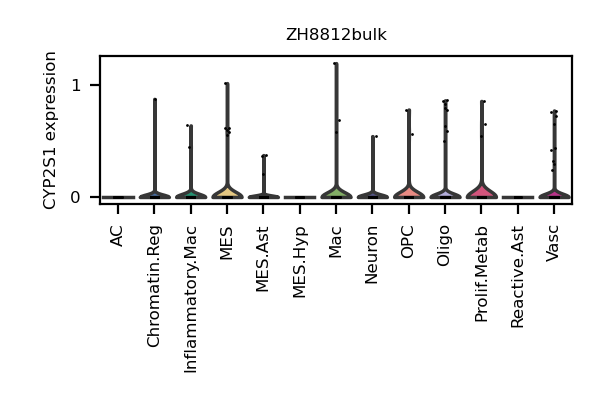 ZH8812bulk
CYP2S1 expression
1
0
AC
Chromatin.Reg
Inflammatory.Mac
MES
MES.Ast
MES.Hyp
Mac
Neuron
OPC
Oligo
Prolif.Metab
Reactive.Ast
Vasc